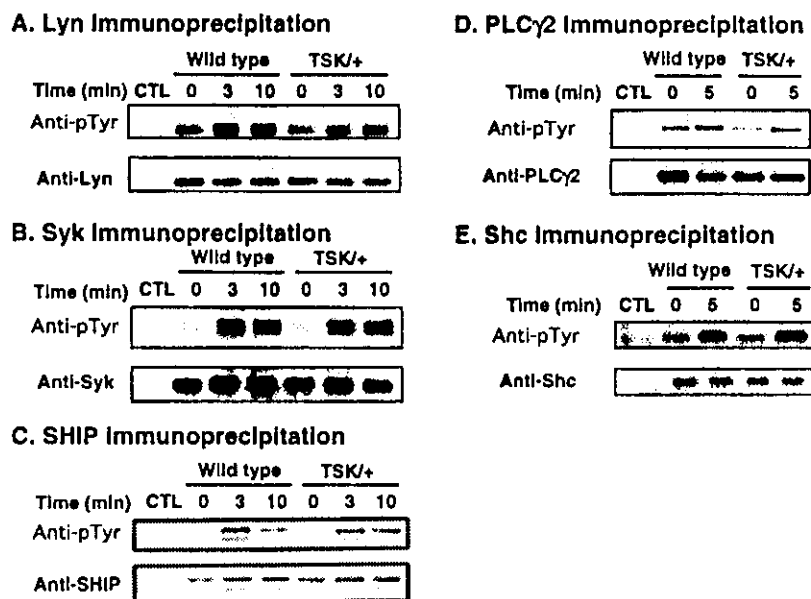 A. Lyn Immunoprecipitation
Wild type TSK/+
Time (min) CTL 0 3 10 0 3 10
Anti-pTyr
Anti-Lyn
B. Syk Immunoprecipitation
Wild type TSK/+
Time (min) CTL 0 3 10 0 3 10
Anti-pTyr
Anti-Syk
C. SHIP Immunoprecipitation
Wild type TSK/+
Time (min) CTL 0 3 10 0 3 10
Anti-pTyr
Anti-SHIP
D. PLCγ2 Immunoprecipitation
Wild type TSK/+
Time (min) CTL 0 5 0 5
Anti-pTyr
Anti-PLCγ2
E. Shc Immunoprecipitation
Wild type TSK/+
Time (min) CTL 0 5 0 5
Anti-pTyr
Anti-Shc